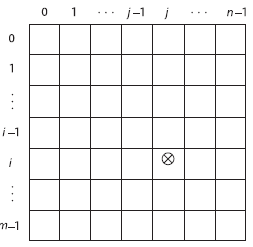 0 1 ··· j–1 j ··· n–1
0
1
⋮
i–1
i
⋮
m–1